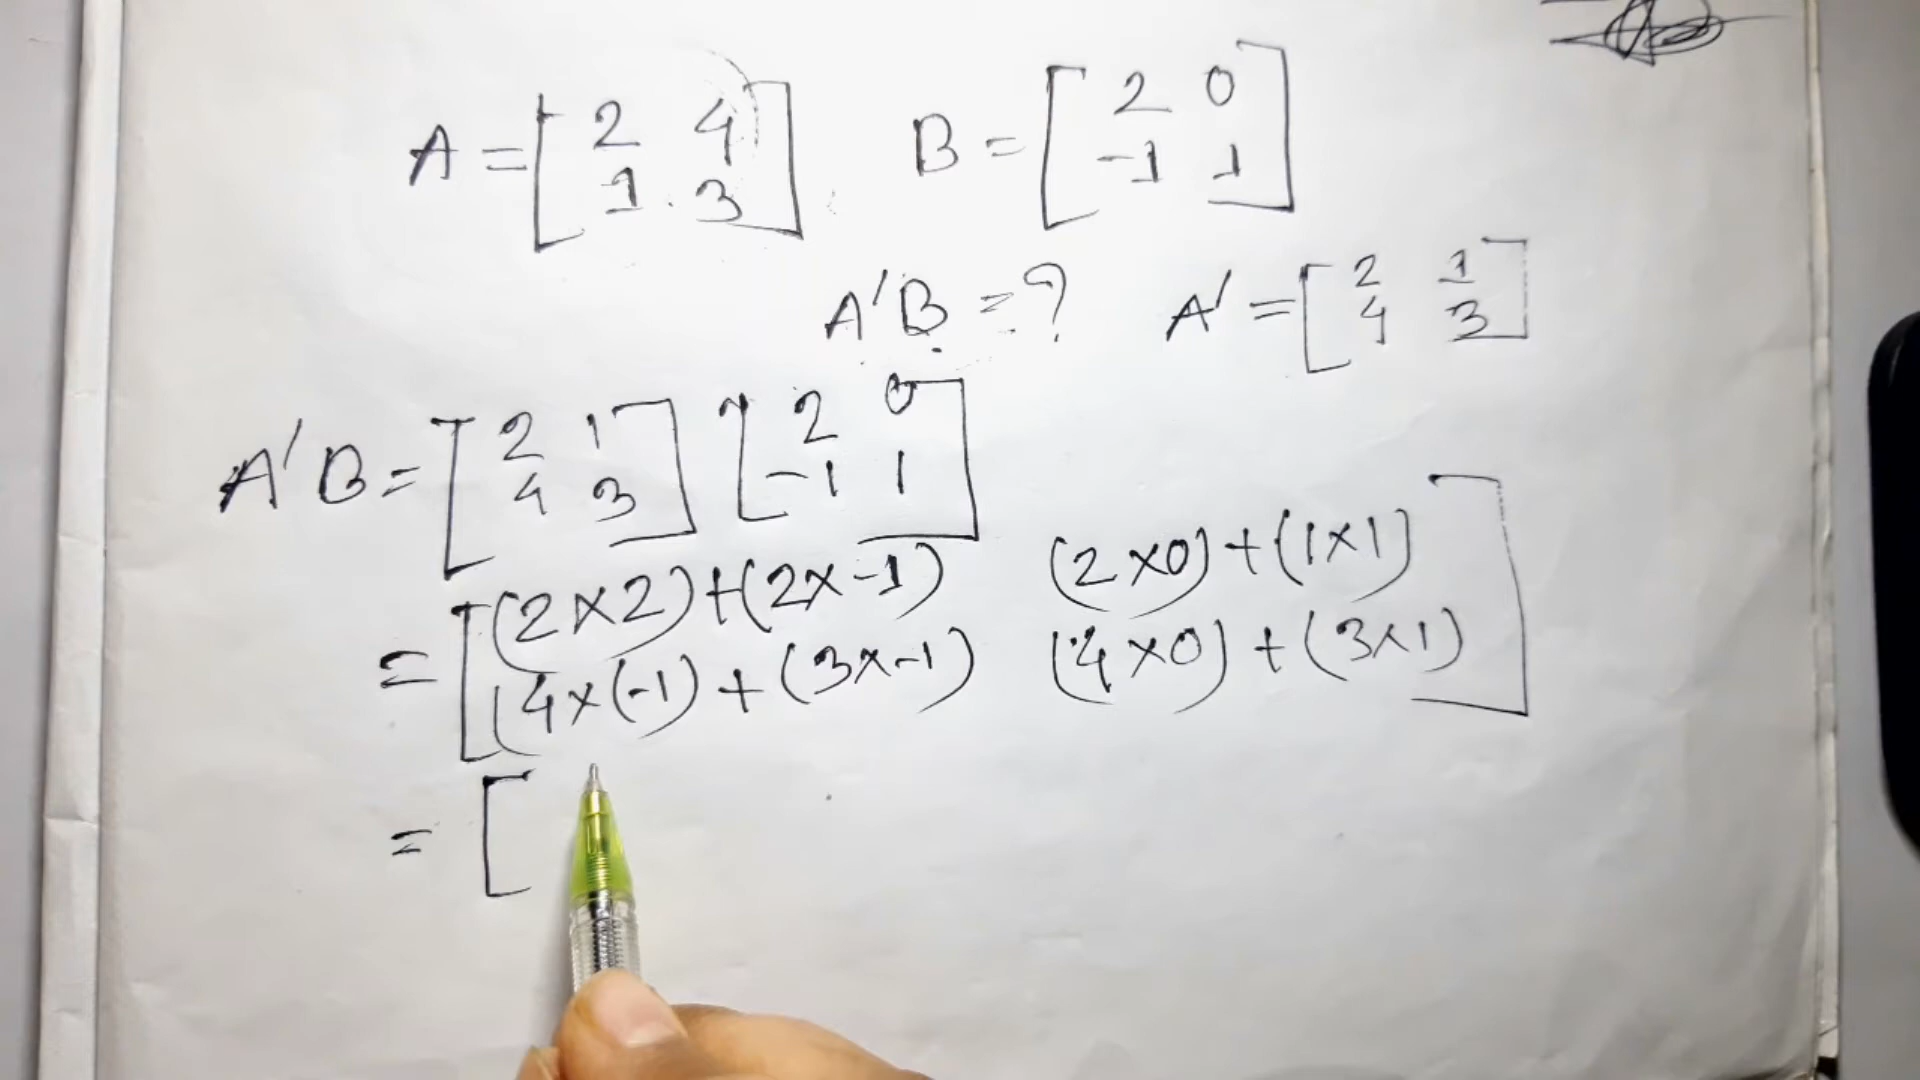 A = [ 2 4 B = [ 2 0 ]
1 3 ] -1 1
A'B = ? A' = [ 2 1 ]
4 3
A'B = [ 2 1 ] [ 2 0 ]
4 3 -1 1
= [ (2×2)+(2×-1) (2×0)+(1×1) ]
(4×(-1)+(3×-1) (4×0)+(3×1)
= [